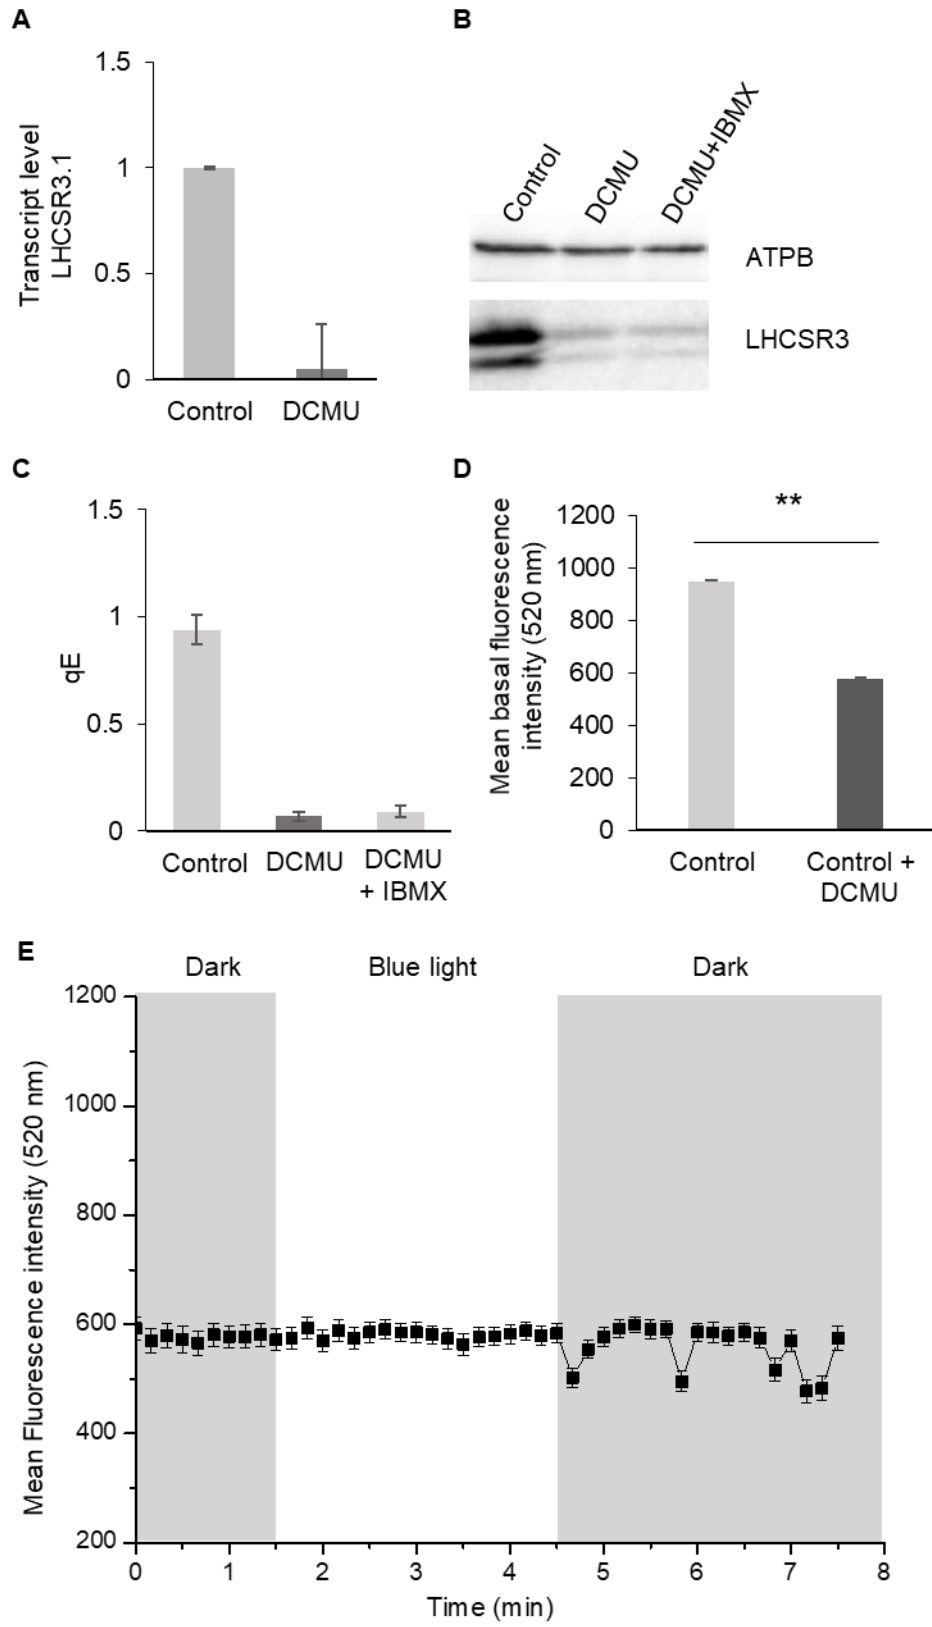 A
1.5
1
0.5
0
Transcript level
LHCSR3.1
Control
DCMU
B
Control
DCMU
DCMU+IBMX
ATPB
LHCSR3
C
1.5
1
0.5
0
qE
Control
DCMU
DCMU
+ IBMX
D
Mean basal fluorescence
intensity (520 nm)
1200
1000
800
600
400
200
0
**
Control
Control +
DCMU
E
Dark
Blue light
Dark
Mean Fluorescence intensity (520 nm)
1200
1000
800
600
400
200
0 1 2 3 4 5 6 7 8
Time (min)